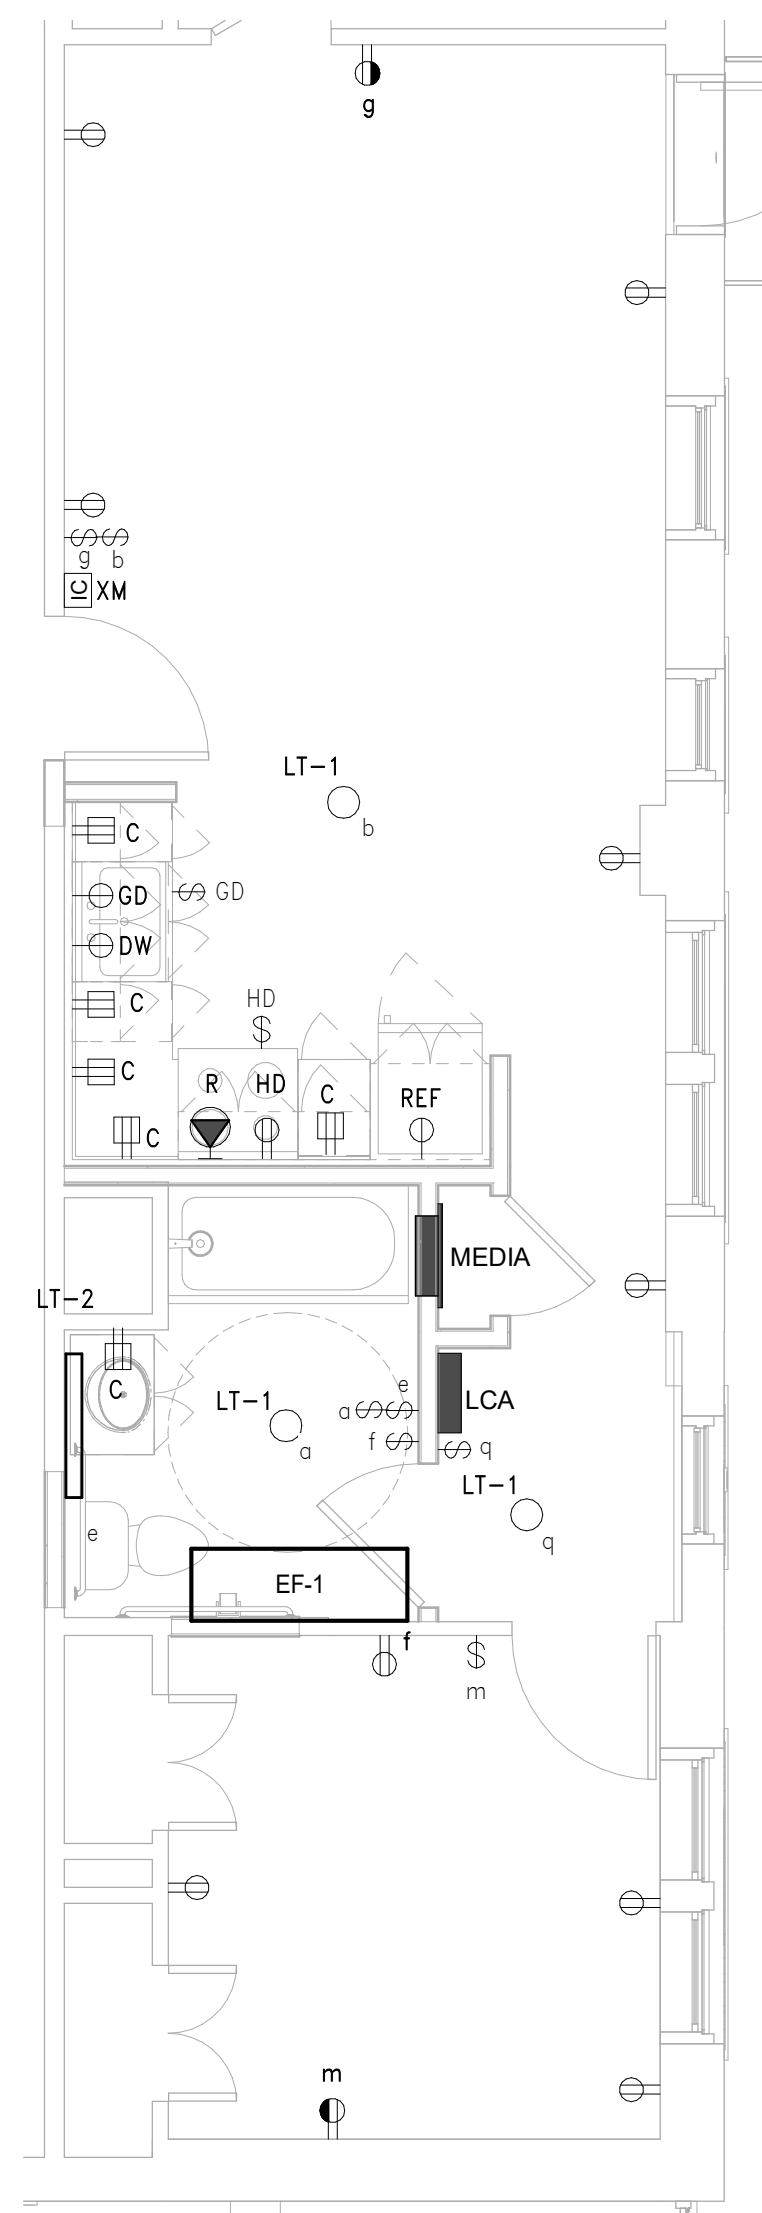 g
g b
IC XM
LT-1
b
C
GD GD
DW
C
HD
C
R HD C REF
C
MEDIA
LT-2
e
C LT-1 a LCA
a f q
LT-1
q
e
EF-1
f
m
m